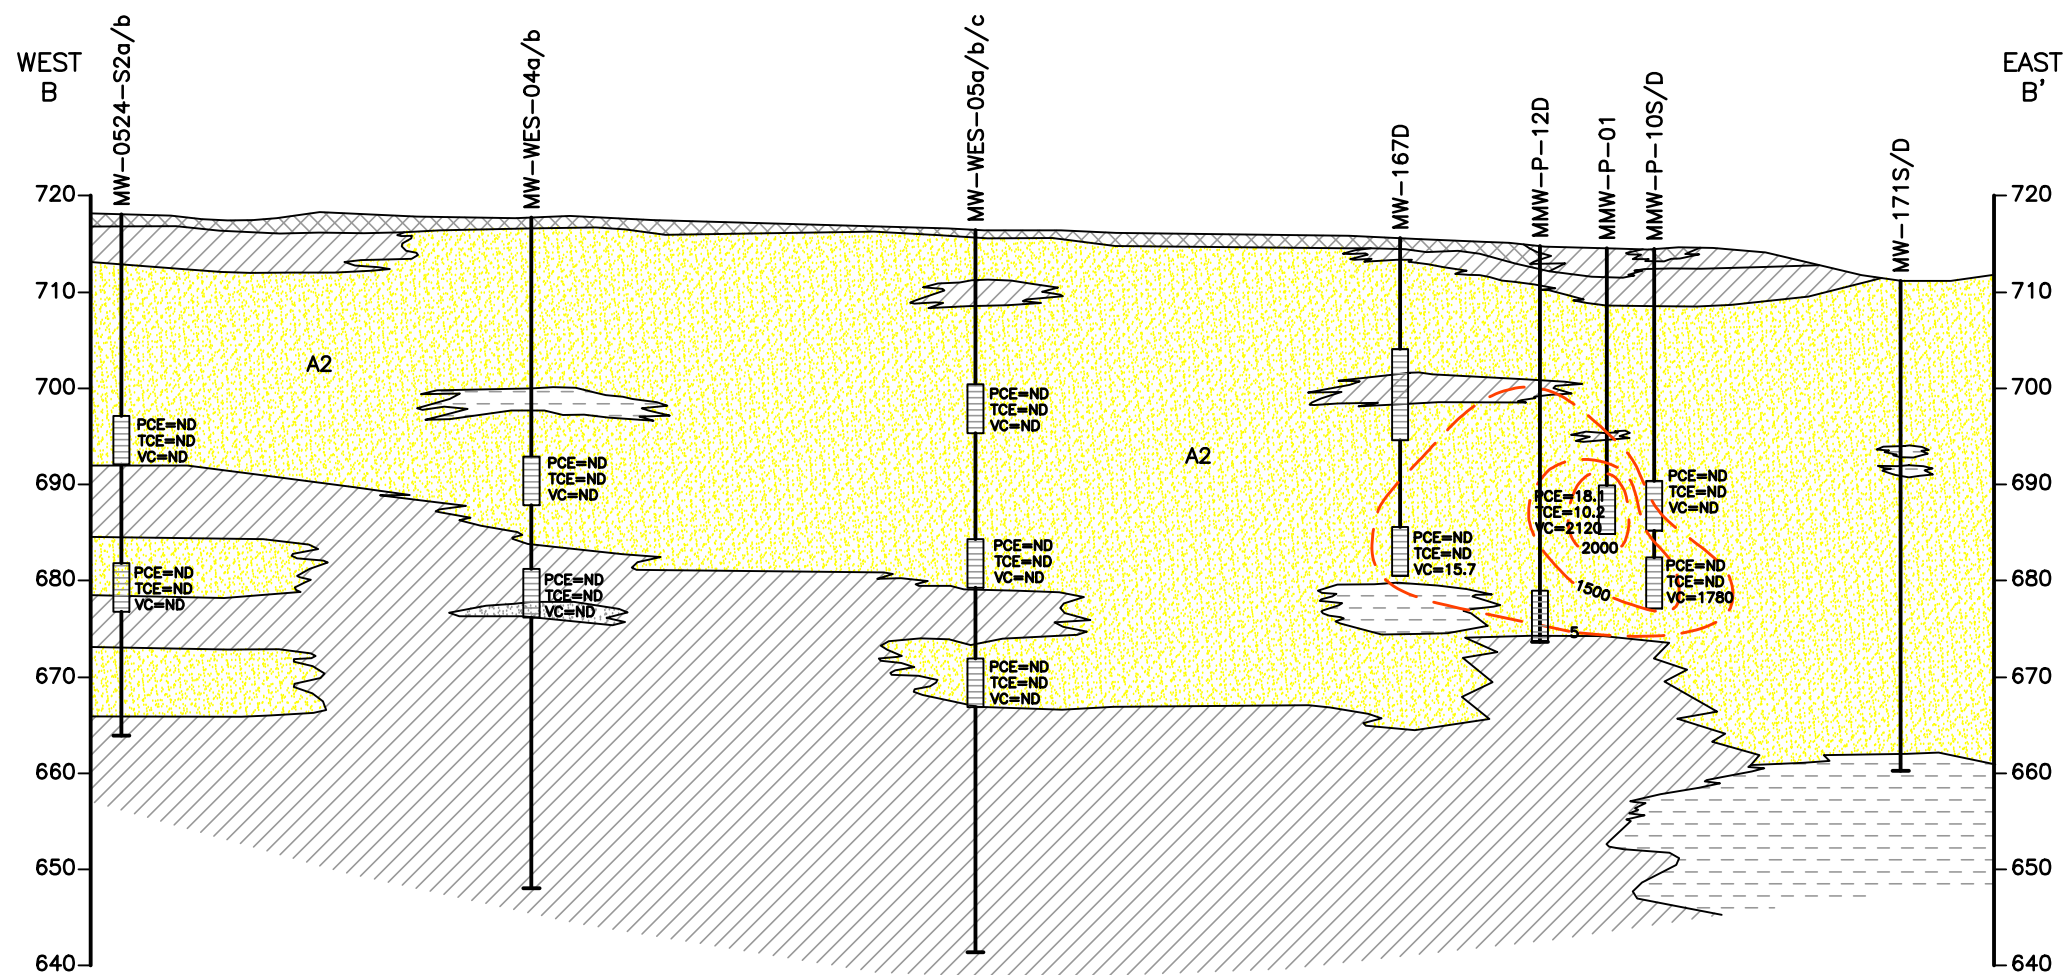 WEST
B
EAST
B'
MW-0524-S2a/b
MW-WES-04a/b
MW-WES-05a/b/c
MW-167D
MMW-P-12D
MMW-P-01
MMW-P-10S/D
MW-171S/D
720
710
700
690
680
670
660
650
640
720
710
700
690
680
670
660
650
640
A2
A2
PCE=ND
TCE=ND
VC=ND
PCE=ND
TCE=ND
VC=ND
PCE=ND
TCE=ND
VC=ND
PCE=ND
TCE=ND
VC=ND
PCE=ND
TCE=ND
VC=ND
PCE=ND
TCE=ND
VC=ND
PCE=ND
TCE=ND
VC=ND
PCE=ND
TCE=ND
VC=15.7
PCE=18.1
TCE=10.2
VC=2120
2000
1500
5
PCE=ND
TCE=ND
VC=ND
PCE=ND
TCE=ND
VC=1780